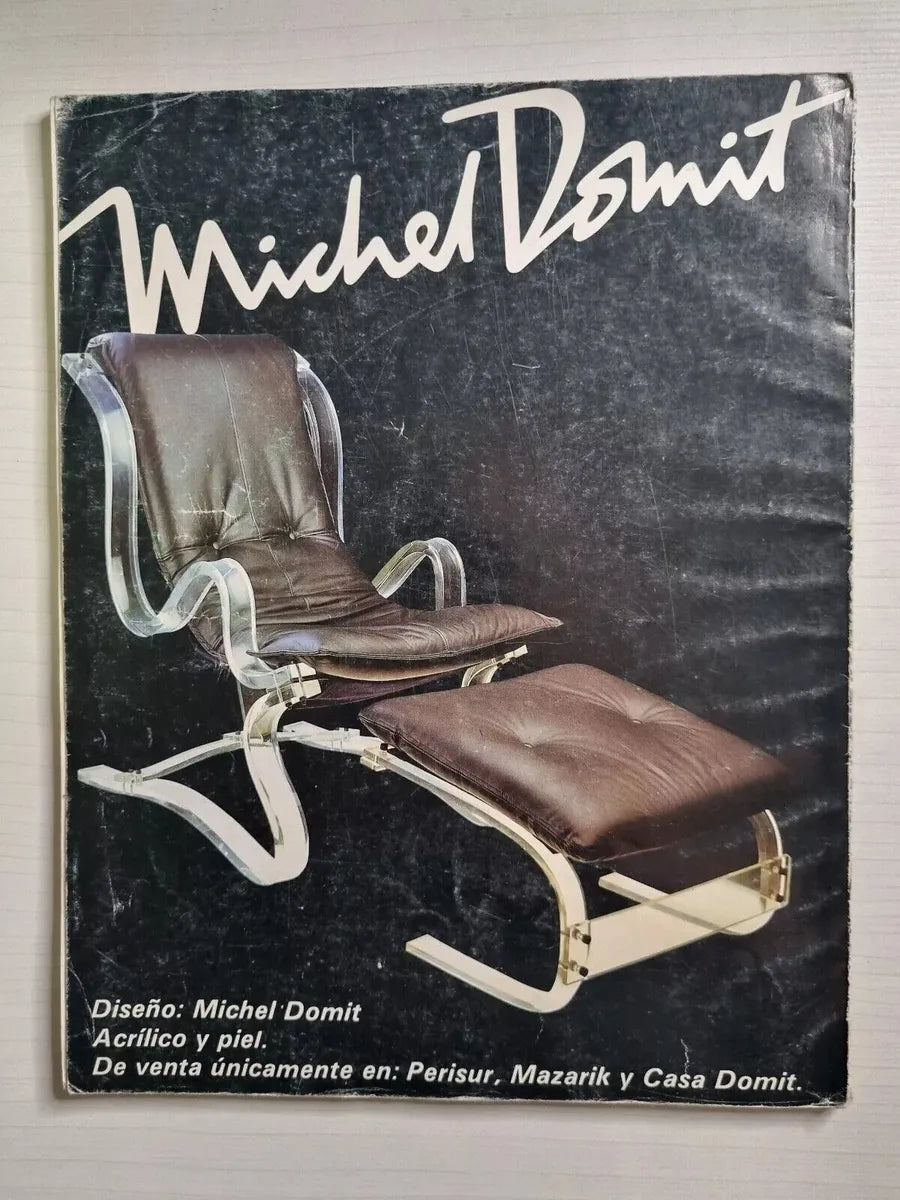 Michel Domit
Diseño: Michel Domit
Acrílico y piel.
De venta únicamente en: Perisur, Mazarik y Casa Domit.